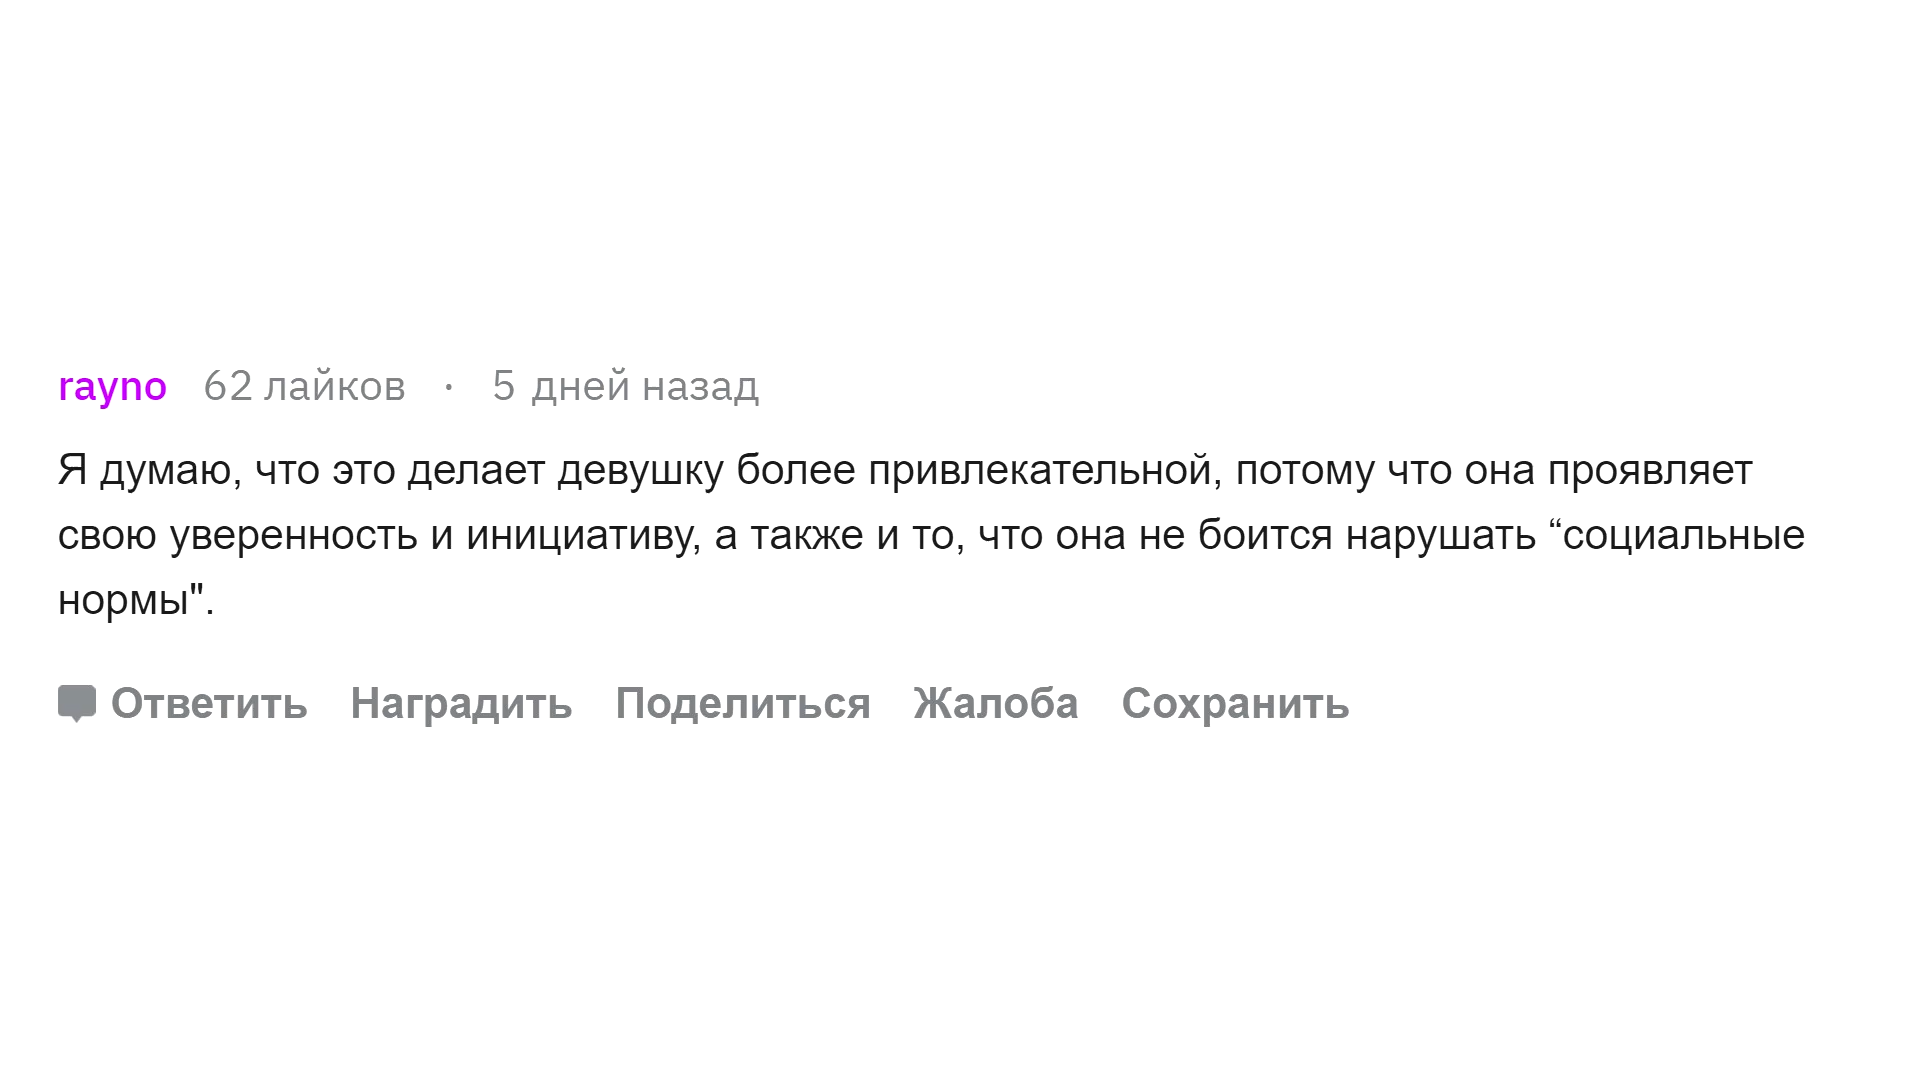 rayno 62 лайков · 5 дней назад
Я думаю, что это делает девушку более привлекательной, потому что она проявляет
свою уверенность и инициативу, а также и то, что она не боится нарушать “социальные
нормы".
Ответить Наградить Поделиться Жалоба Сохранить